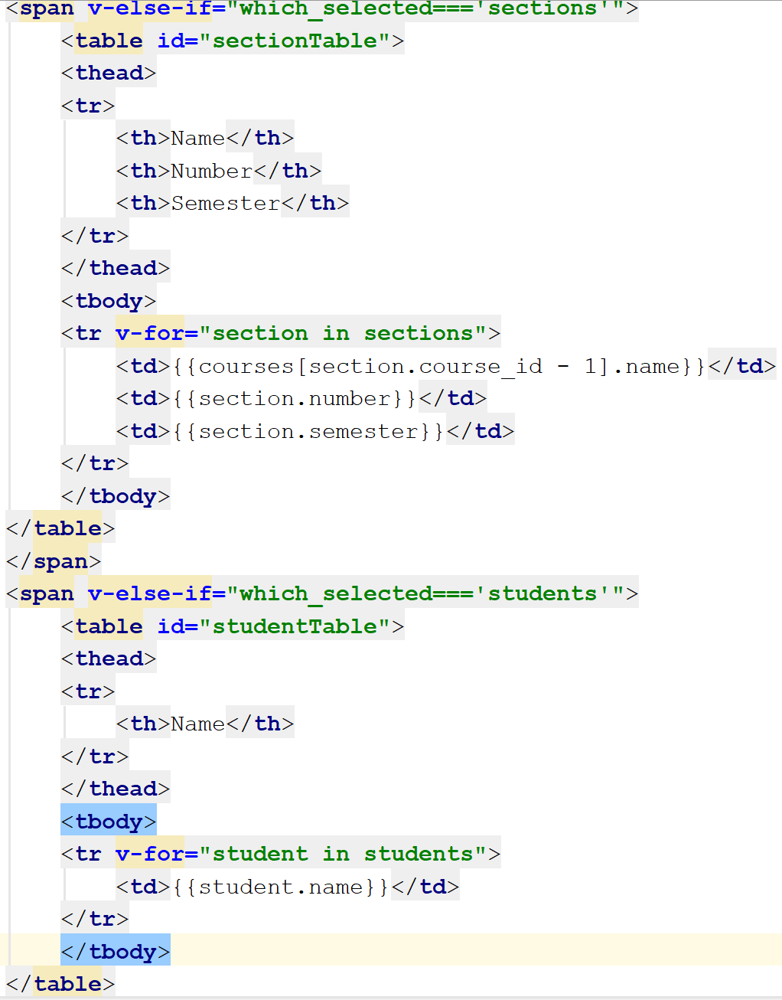 <span v-else-if="which_selected==='sections'">
<table id="sectionTable">
<thead>
<tr>
<th>Name</th>
<th>Number</th>
<th>Semester</th>
</tr>
</thead>
<tbody>
<tr v-for="section in sections">
<td>{{courses[section.course_id - 1].name}}</td>
<td>{{section.number}}</td>
<td>{{section.semester}}</td>
</tr>
</tbody>
</table>
</span>
<span v-else-if="which_selected==='students'">
<table id="studentTable">
<thead>
<tr>
<th>Name</th>
</tr>
</thead>
<tbody>
<tr v-for="student in students">
<td>{{student.name}}</td>
</tr>
</tbody>
</table>